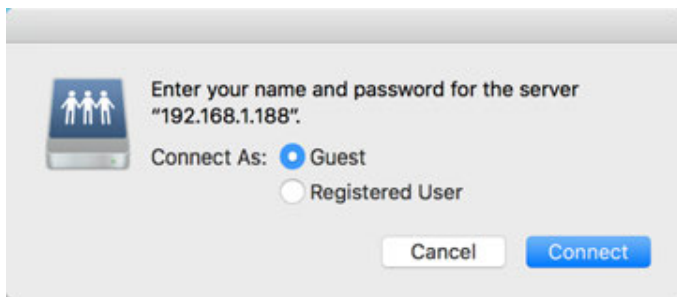 Enter your name and password for the server
“192.168.1.188”.
Connect As: Guest
Registered User
Cancel Connect